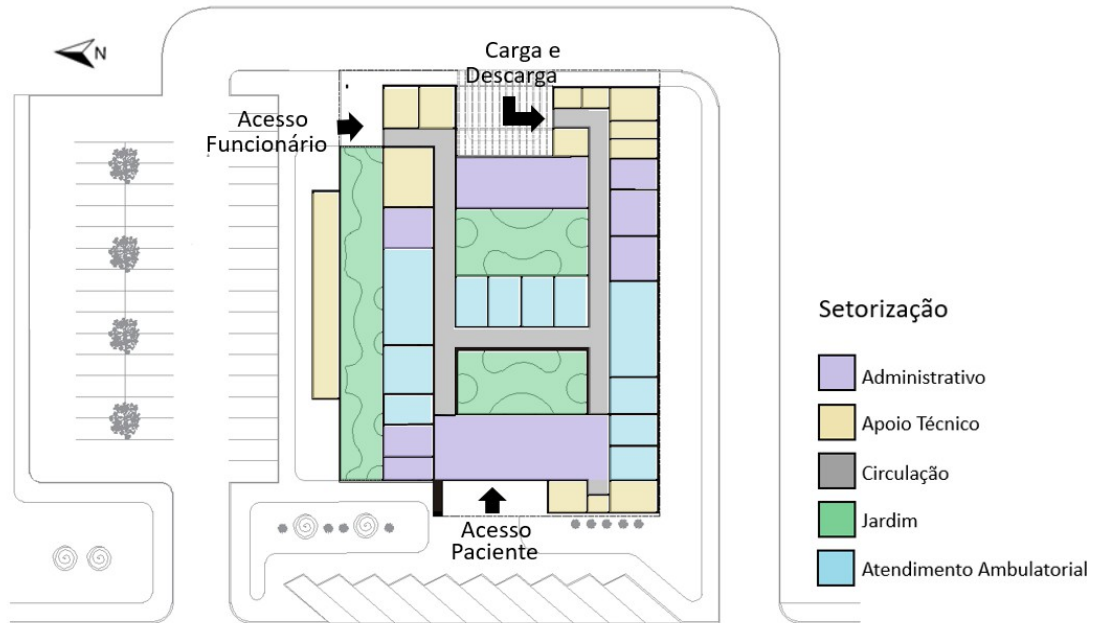 N
Carga e
Descarga
Acesso
Funcionário
Setorização
Administrativo
Apoio Técnico
Circulação
Jardim
Atendimento Ambulatorial
Acesso
Paciente